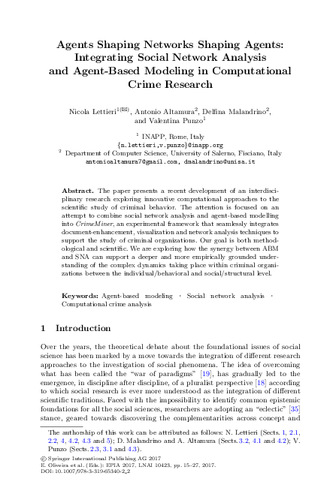 Agents Shaping Networks Shaping Agents:
Integrating Social Network Analysis
and Agent-Based Modeling in Computational
Crime Research
Nicola Lettieri1(✉), Antonio Altamura2, Delfina Malandrino2,
and Valentina Punzo1
1 INAPP, Rome, Italy
{n.lettieri,v.punzo}@inapp.org
2 Department of Computer Science, University of Salerno, Fisciano, Italy
antonioaltamura7@gmail.com, dmalandrino@unisa.it
Abstract. The paper presents a recent development of an interdisci-
plinary research exploring innovative computational approaches to the
scientific study of criminal behavior. The attention is focused on an
attempt to combine social network analysis and agent-based modelling
into CrimeMiner, an experimental framework that seamlessly integrates
document-enhancement, visualization and network analysis techniques to
support the study of criminal organizations. Our goal is both method-
ological and scientific. We are exploring how the synergy between ABM
and SNA can support a deeper and more empirically grounded under-
standing of the complex dynamics taking place within criminal organi-
zations between the individual/behavioral and social/structural level.
Keywords: Agent-based modeling · Social network analysis ·
Computational crime analysis
1 Introduction
Over the years, the theoretical debate about the foundational issues of social
science has been marked by a move towards the integration of different research
approaches to the investigation of social phenomena. The idea of overcoming
what has been called the “war of paradigms” [19], has gradually led to the
emergence, in discipline after discipline, of a pluralist perspective [18] according
to which social research is ever more understood as the integration of different
scientific traditions. Faced with the impossibility to identify common epistemic
foundations for all the social sciences, researchers are adopting an “eclectic” [35]
stance, geared towards discovering the complementarities across concept and
The authorship of this work can be attributed as follows: N. Lettieri (Sects. 1, 2.1,
2.2, 4, 4.2, 4.3 and 5); D. Malandrino and A. Altamura (Sects. 3.2, 4.1 and 4.2); V.
Punzo (Sects. 2.3, 3.1 and 4.3).
© Springer International Publishing AG 2017
E. Oliveira et al. (Eds.): EPIA 2017, LNAI 10423, pp. 15–27, 2017.
DOI: 10.1007/978-3-319-65340-2_2